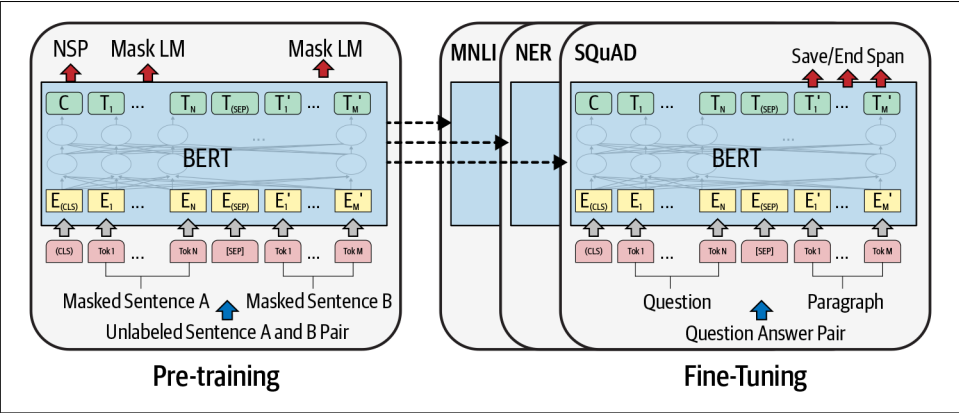 NSP Mask LM Mask LM
C T1 ... TN T(SEP) T1' ... TM'
...
BERT
E(CLS) E1 ... EN E(SEP) E1' ... EM'
(CLS) Tok 1 ... Tok N [SEP] Tok 1 ... Tok M
Masked Sentence A Masked Sentence B
Unlabeled Sentence A and B Pair
Pre-training
MNLI NER SQuAD
Save/End Span
C T1 ... TN T(SEP) T1' ... TM'
...
BERT
E(CLS) E1 ... EN E(SEP) E1' ... EM'
(CLS) Tok 1 ... Tok N [SEP] Tok 1 ... Tok M
Question Paragraph
Question Answer Pair
Fine-Tuning